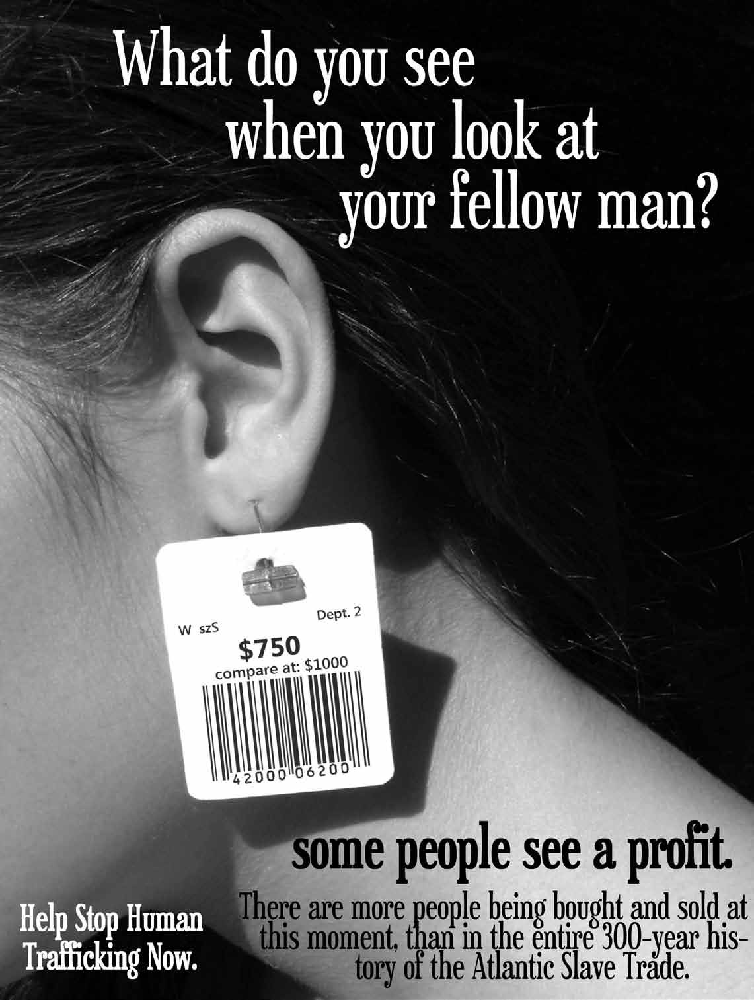 What do you see
when you look at
your fellow man?
W szS
Dept. 2
$750
compare at: $1000
42000 06200
some people see a profit.
There are more people being bought and sold at
this moment, than in the entire 300-year his-
tory of the Atlantic Slave Trade.
Help Stop Human
Trafficking Now.